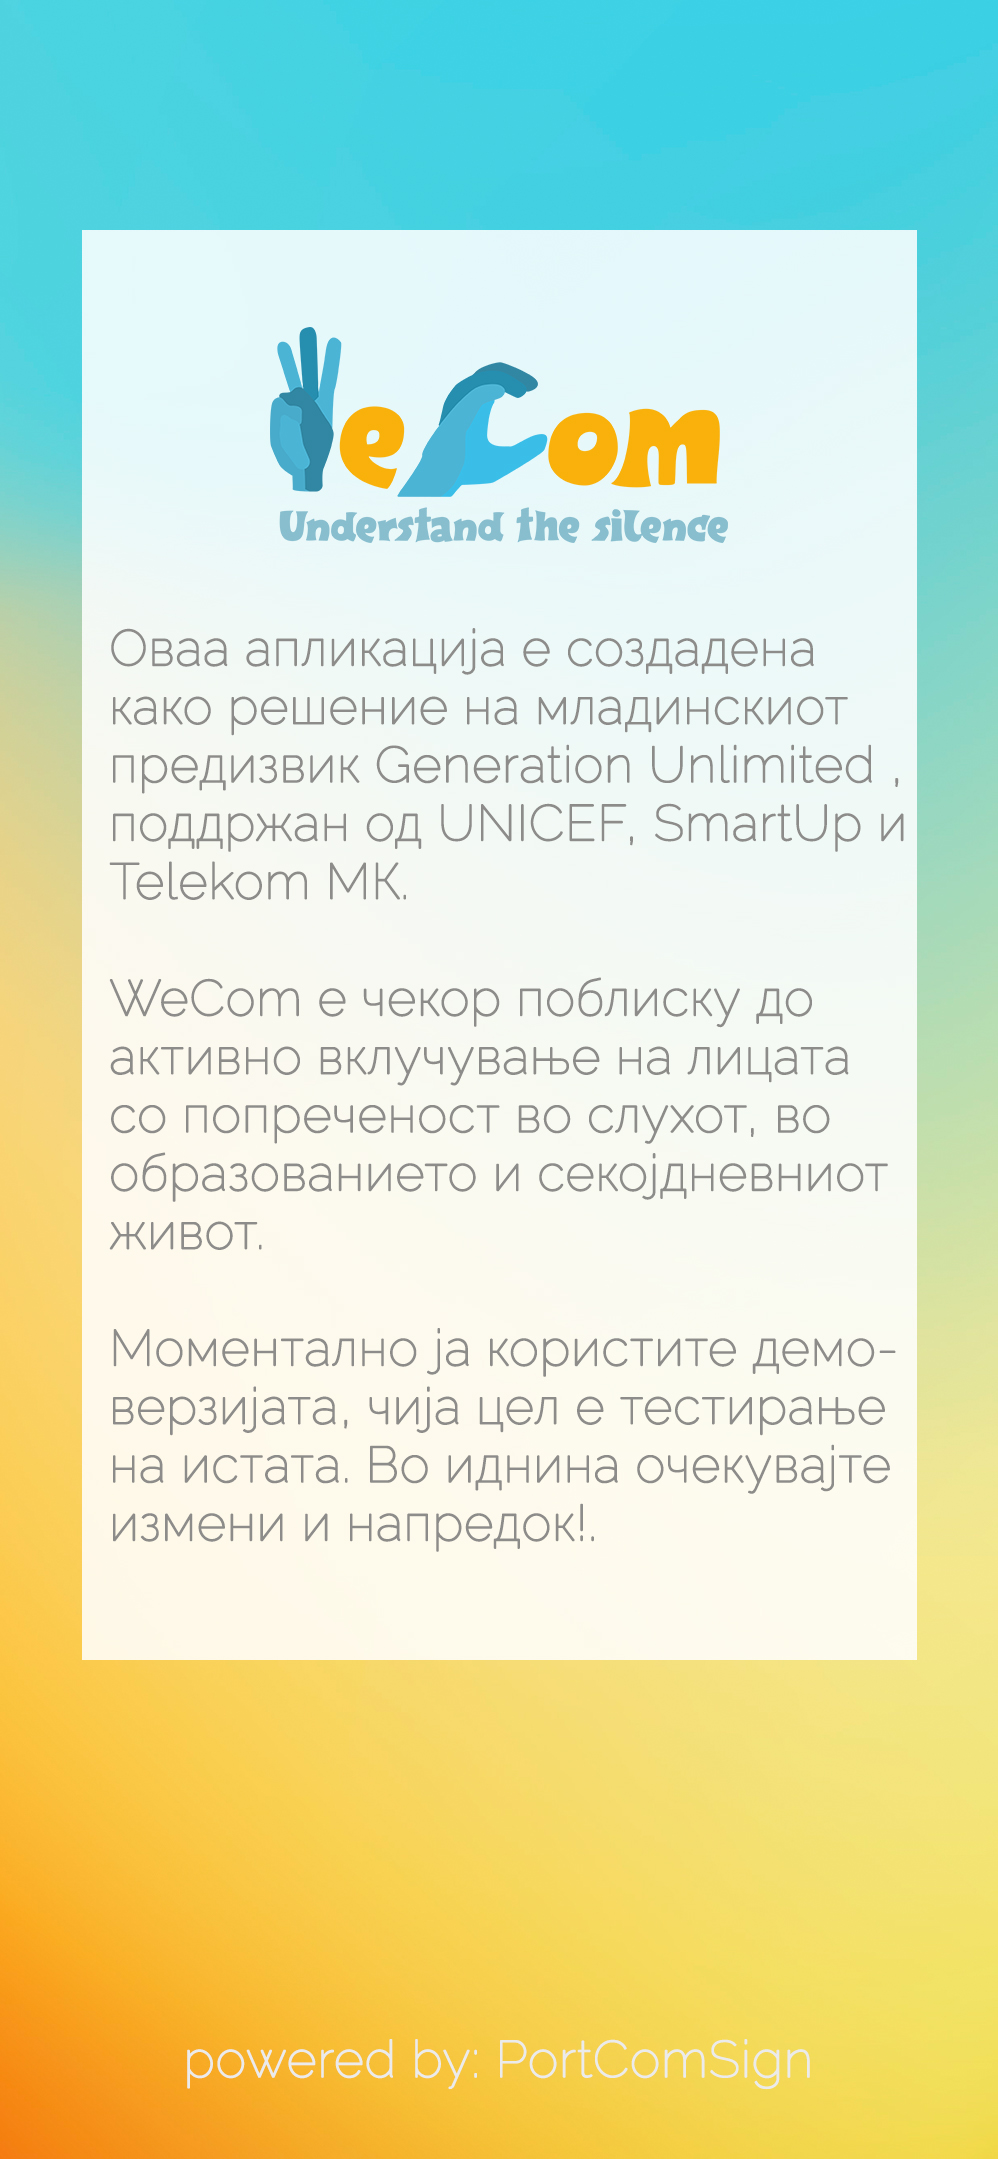 WeCom
Understand the silence
Оваа апликација е создадена
како решение на младинскиот
предизвик Generation Unlimited ,
поддржан од UNICEF, SmartUp и
Telekom MK.
WeCom е чекор поблиску до
активно вклучување на лицата
со попреченост во слухот, во
образованието и секојдневниот
живот.
Моментално ја користите демо-
верзијата, чија цел е тестирање
на истата. Во иднина очекувајте
измени и напредок!.
powered by: PortComSign